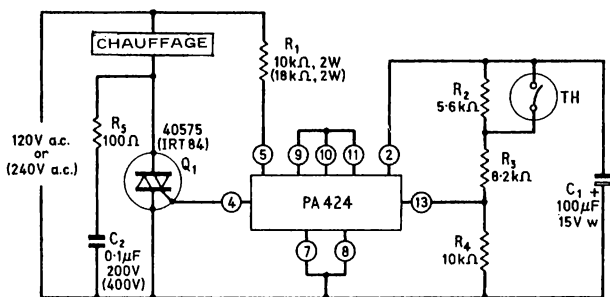 CHAUFFAGE
R1
10kΩ, 2W
(18kΩ, 2W)
R2
5·6kΩ
TH
120V a.c.
or
(240V a.c.)
R5
100Ω
40575
(IRT 84)
Q1
5
9
10
11
2
R3
8·2kΩ
4
PA 424
13
C1 +
100µF
15V w
C2
0·1µF
200V
(400V)
7
8
R4
10kΩ